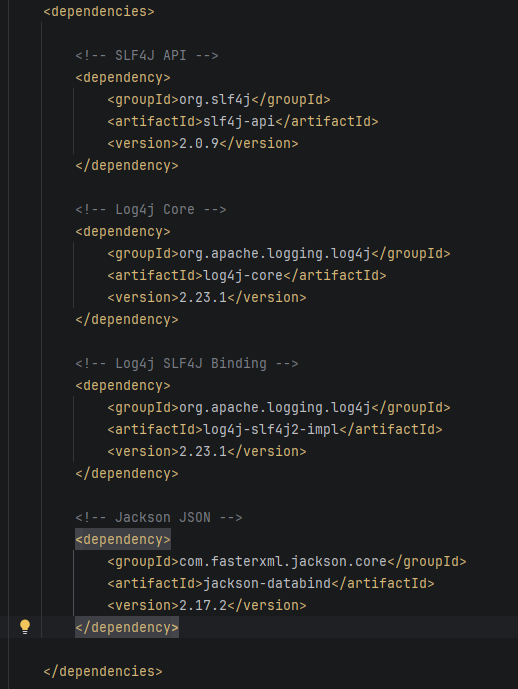 <dependencies>
<!-- SLF4J API -->
<dependency>
<groupId>org.slf4j</groupId>
<artifactId>slf4j-api</artifactId>
<version>2.0.9</version>
</dependency>
<!-- Log4j Core -->
<dependency>
<groupId>org.apache.logging.log4j</groupId>
<artifactId>log4j-core</artifactId>
<version>2.23.1</version>
</dependency>
<!-- Log4j SLF4J Binding -->
<dependency>
<groupId>org.apache.logging.log4j</groupId>
<artifactId>log4j-slf4j2-impl</artifactId>
<version>2.23.1</version>
</dependency>
<!-- Jackson JSON -->
<dependency>
<groupId>com.fasterxml.jackson.core</groupId>
<artifactId>jackson-databind</artifactId>
<version>2.17.2</version>
</dependency>
</dependencies>